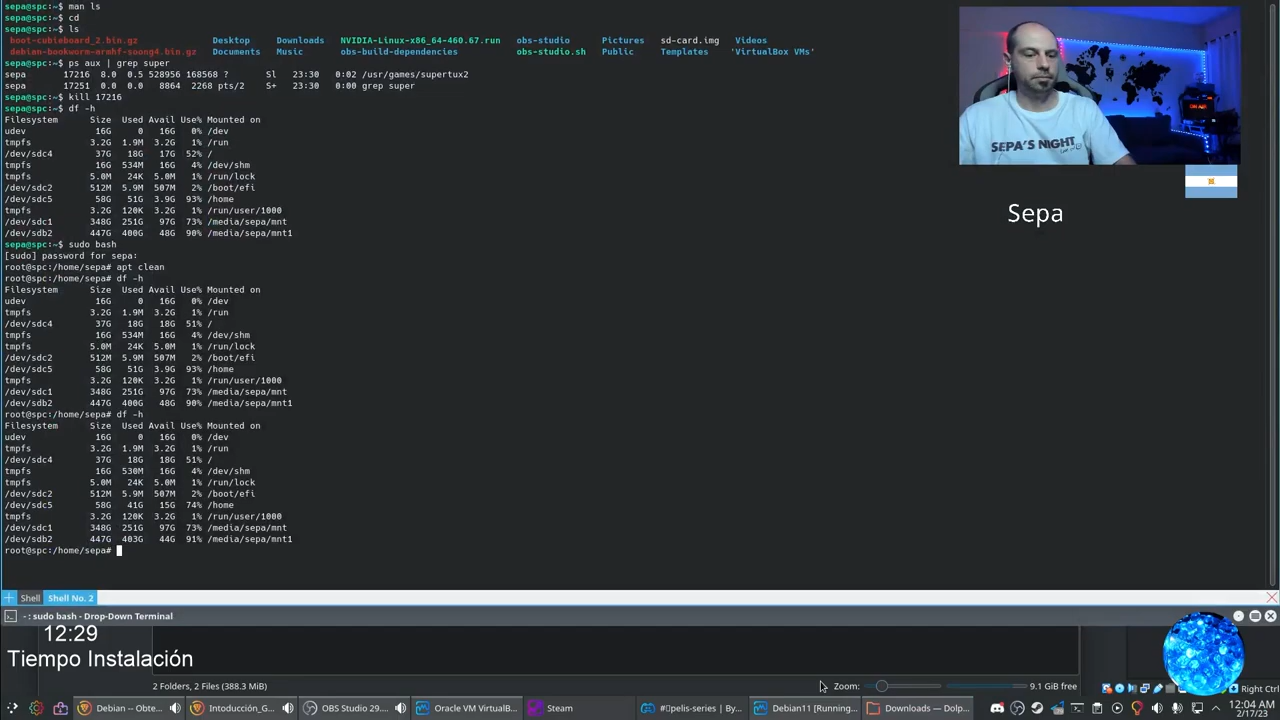 sepa@spc:~$ man ls
sepa@spc:~$ cd
sepa@spc:~$ ls
boot-cubieboard_2.bin.gz Desktop Downloads NVIDIA-Linux-x86_64-460.67.run obs-studio Pictures sd-card.img Videos
debian-bookworm-armhf-soong4.bin.gz Documents Music obs-build-dependencies obs-studio.sh Public Templates 'VirtualBox VMs'
sepa@spc:~$ ps aux | grep super
sepa 17216 8.0 0.5 528956 168568 ? Sl 23:30 0:02 /usr/games/supertux2
sepa 17251 0.0 0.0 8864 2268 pts/2 S+ 23:30 0:00 grep super
sepa@spc:~$ kill 17216
sepa@spc:~$ df -h
Filesystem Size Used Avail Use% Mounted on
udev 16G 0 16G 0% /dev
tmpfs 3.2G 1.9M 3.2G 1% /run
/dev/sdc4 37G 18G 17G 52% /
tmpfs 16G 534M 16G 4% /dev/shm
tmpfs 5.0M 24K 5.0M 1% /run/lock
/dev/sdc2 512M 5.9M 507M 2% /boot/efi
/dev/sdc5 58G 51G 3.9G 93% /home
tmpfs 3.2G 120K 3.2G 1% /run/user/1000
/dev/sdc1 348G 251G 97G 73% /media/sepa/mnt
/dev/sdb2 447G 400G 48G 90% /media/sepa/mnt1
sepa@spc:~$ sudo bash
[sudo] password for sepa:
root@spc:/home/sepa# apt clean
root@spc:/home/sepa# df -h
Filesystem Size Used Avail Use% Mounted on
udev 16G 0 16G 0% /dev
tmpfs 3.2G 1.9M 3.2G 1% /run
/dev/sdc4 37G 18G 18G 51% /
tmpfs 16G 534M 16G 4% /dev/shm
tmpfs 5.0M 24K 5.0M 1% /run/lock
/dev/sdc2 512M 5.9M 507M 2% /boot/efi
/dev/sdc5 58G 51G 3.9G 93% /home
tmpfs 3.2G 120K 3.2G 1% /run/user/1000
/dev/sdc1 348G 251G 97G 73% /media/sepa/mnt
/dev/sdb2 447G 400G 48G 90% /media/sepa/mnt1
root@spc:/home/sepa# df -h
Filesystem Size Used Avail Use% Mounted on
udev 16G 0 16G 0% /dev
tmpfs 3.2G 1.9M 3.2G 1% /run
/dev/sdc4 37G 18G 18G 51% /
tmpfs 16G 530M 16G 4% /dev/shm
tmpfs 5.0M 24K 5.0M 1% /run/lock
/dev/sdc2 512M 5.9M 507M 2% /boot/efi
/dev/sdc5 58G 41G 15G 74% /home
tmpfs 3.2G 120K 3.2G 1% /run/user/1000
/dev/sdc1 348G 251G 97G 73% /media/sepa/mnt
/dev/sdb2 447G 403G 44G 91% /media/sepa/mnt1
root@spc:/home/sepa#
SEPA'S NIGHT
Sepa
Shell Shell No. 2
- : sudo bash - Drop-Down Terminal
12:29
Tiempo Instalación
2 Folders, 2 Files (388.3 MiB) Zoom: 9.1 GiB free
Right Ctrl
Debian -- Obte... Intoducción_G... OBS Studio 29.... Oracle VM VirtualB... Steam #pelis-series | By... Debian11 [Running... Downloads — Dolp... 12:04 AM
2/17/23